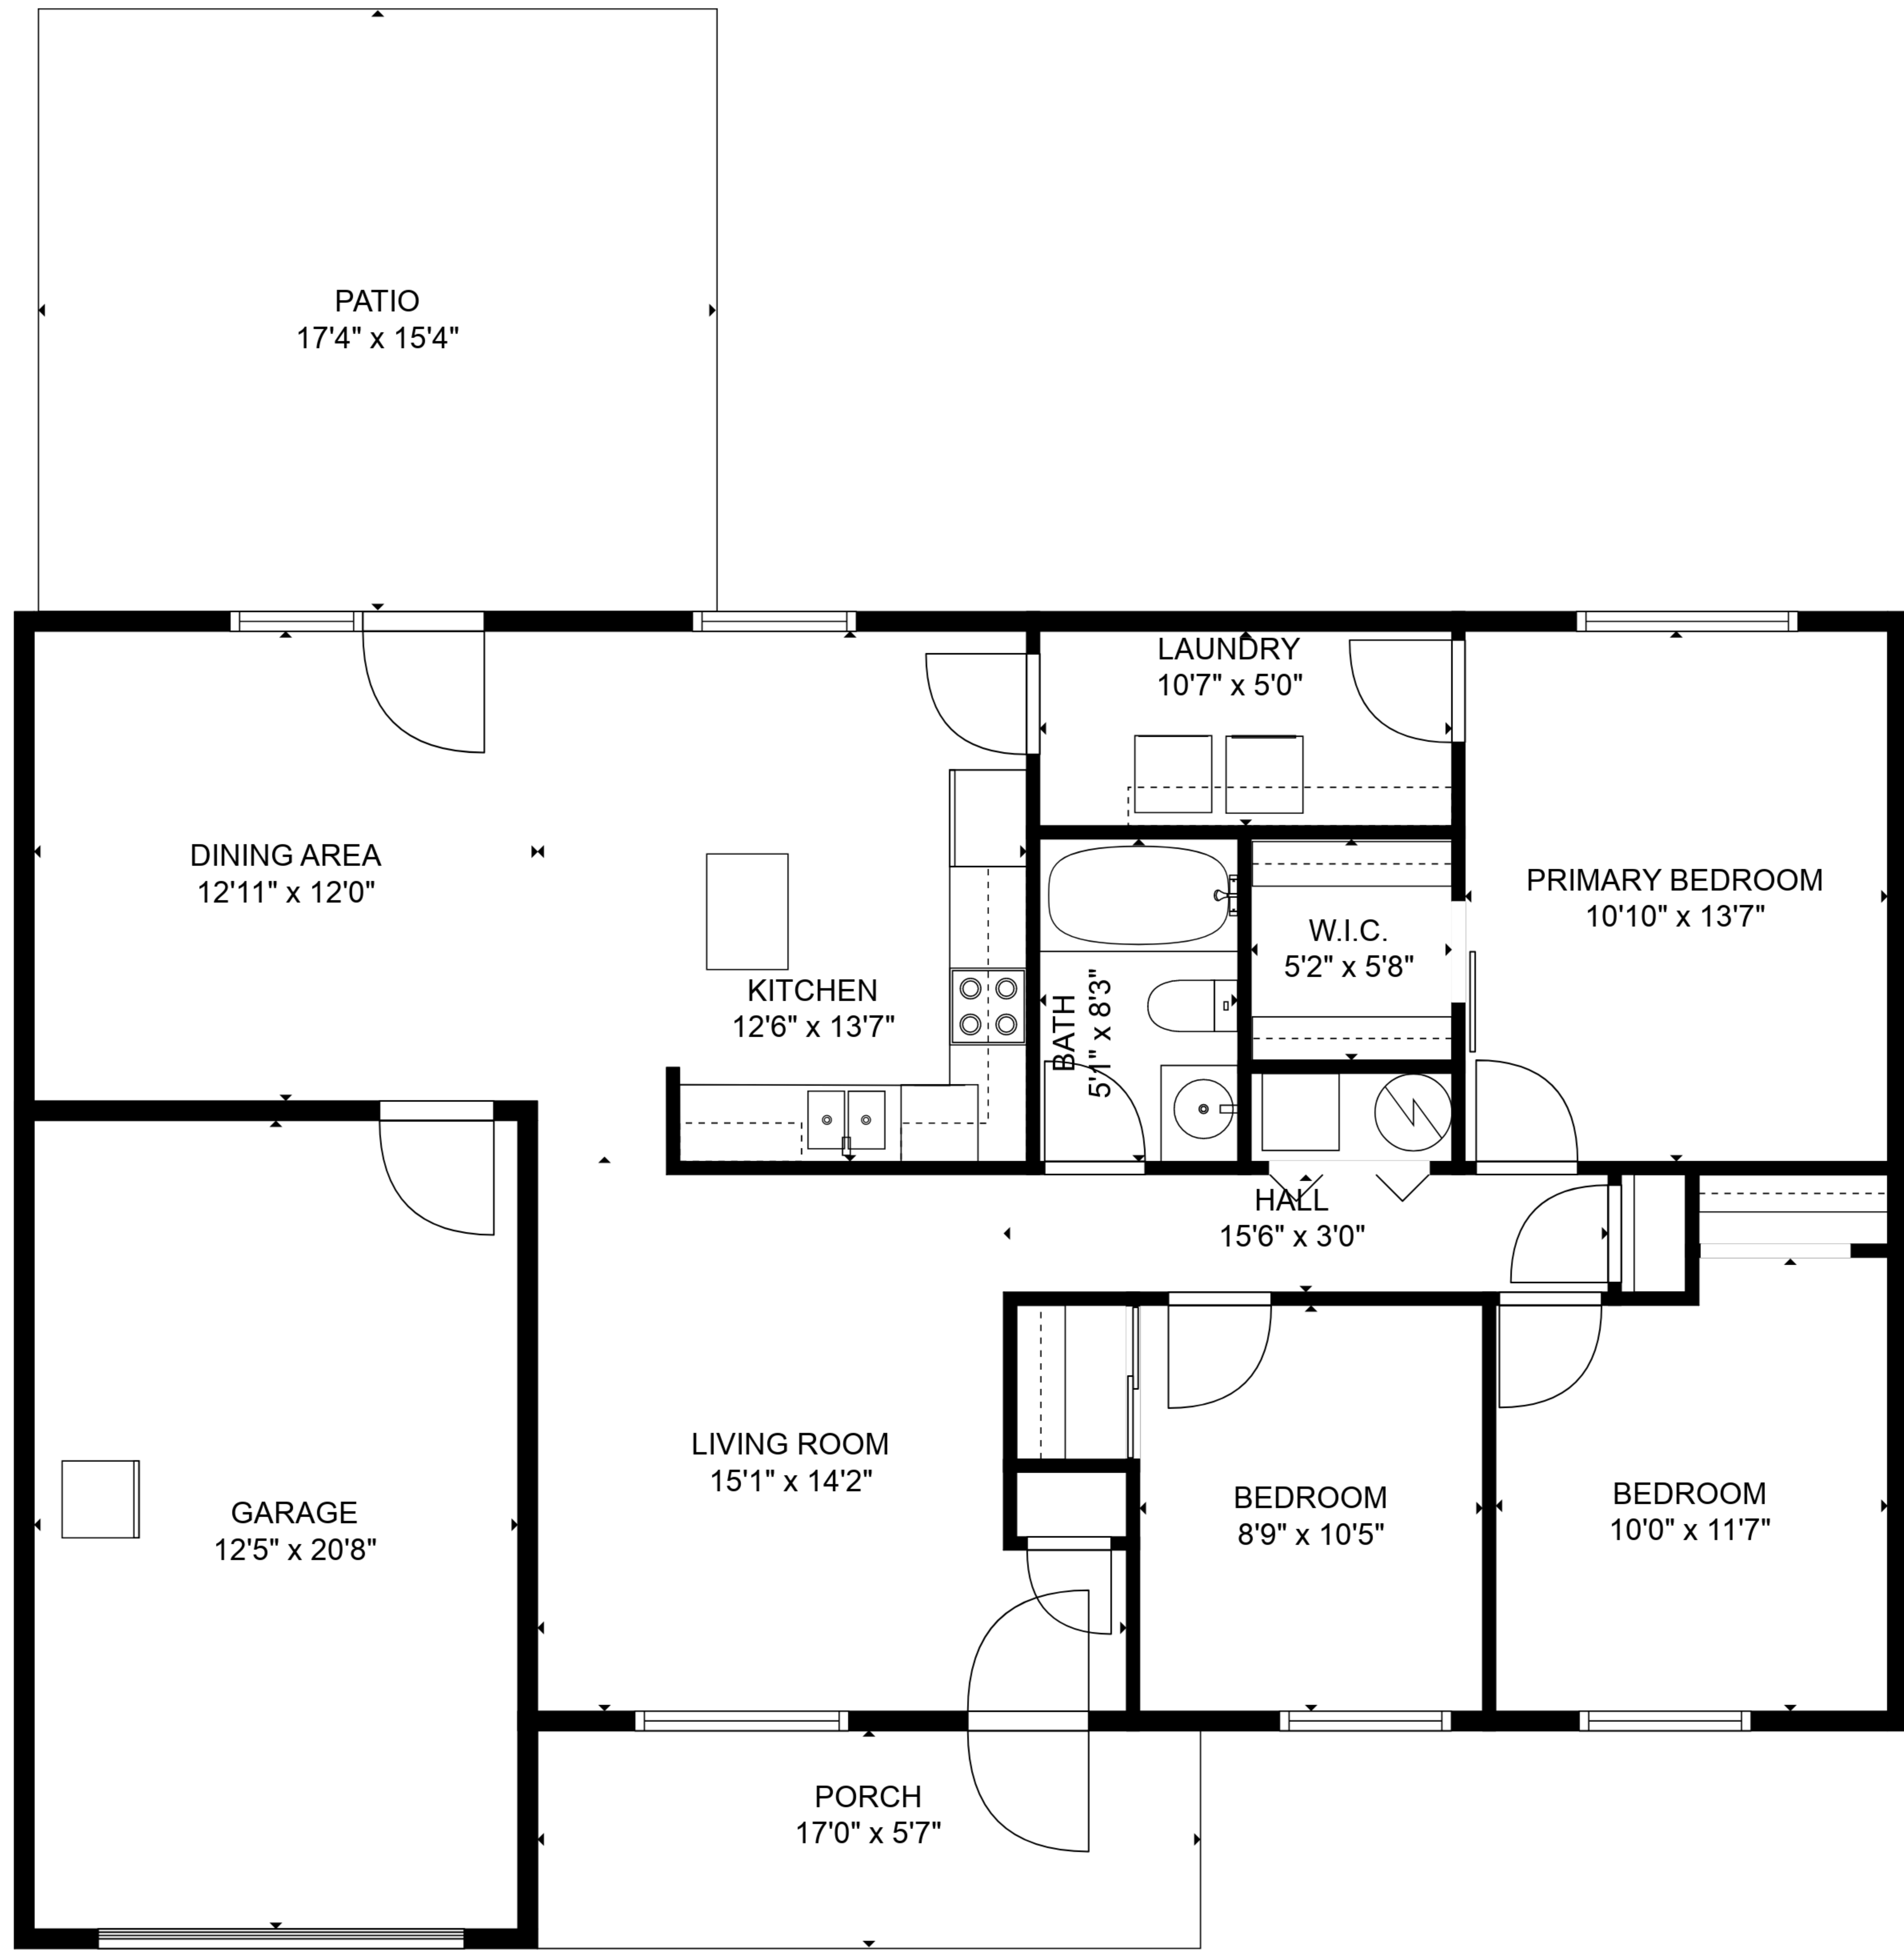 PATIO
17'4" x 15'4"
LAUNDRY
10'7" x 5'0"
DINING AREA
12'11" x 12'0"
KITCHEN
12'6" x 13'7"
BATH
5'1" x 8'3"
W.I.C.
5'2" x 5'8"
PRIMARY BEDROOM
10'10" x 13'7"
HALL
15'6" x 3'0"
LIVING ROOM
15'1" x 14'2"
GARAGE
12'5" x 20'8"
BEDROOM
8'9" x 10'5"
BEDROOM
10'0" x 11'7"
PORCH
17'0" x 5'7"